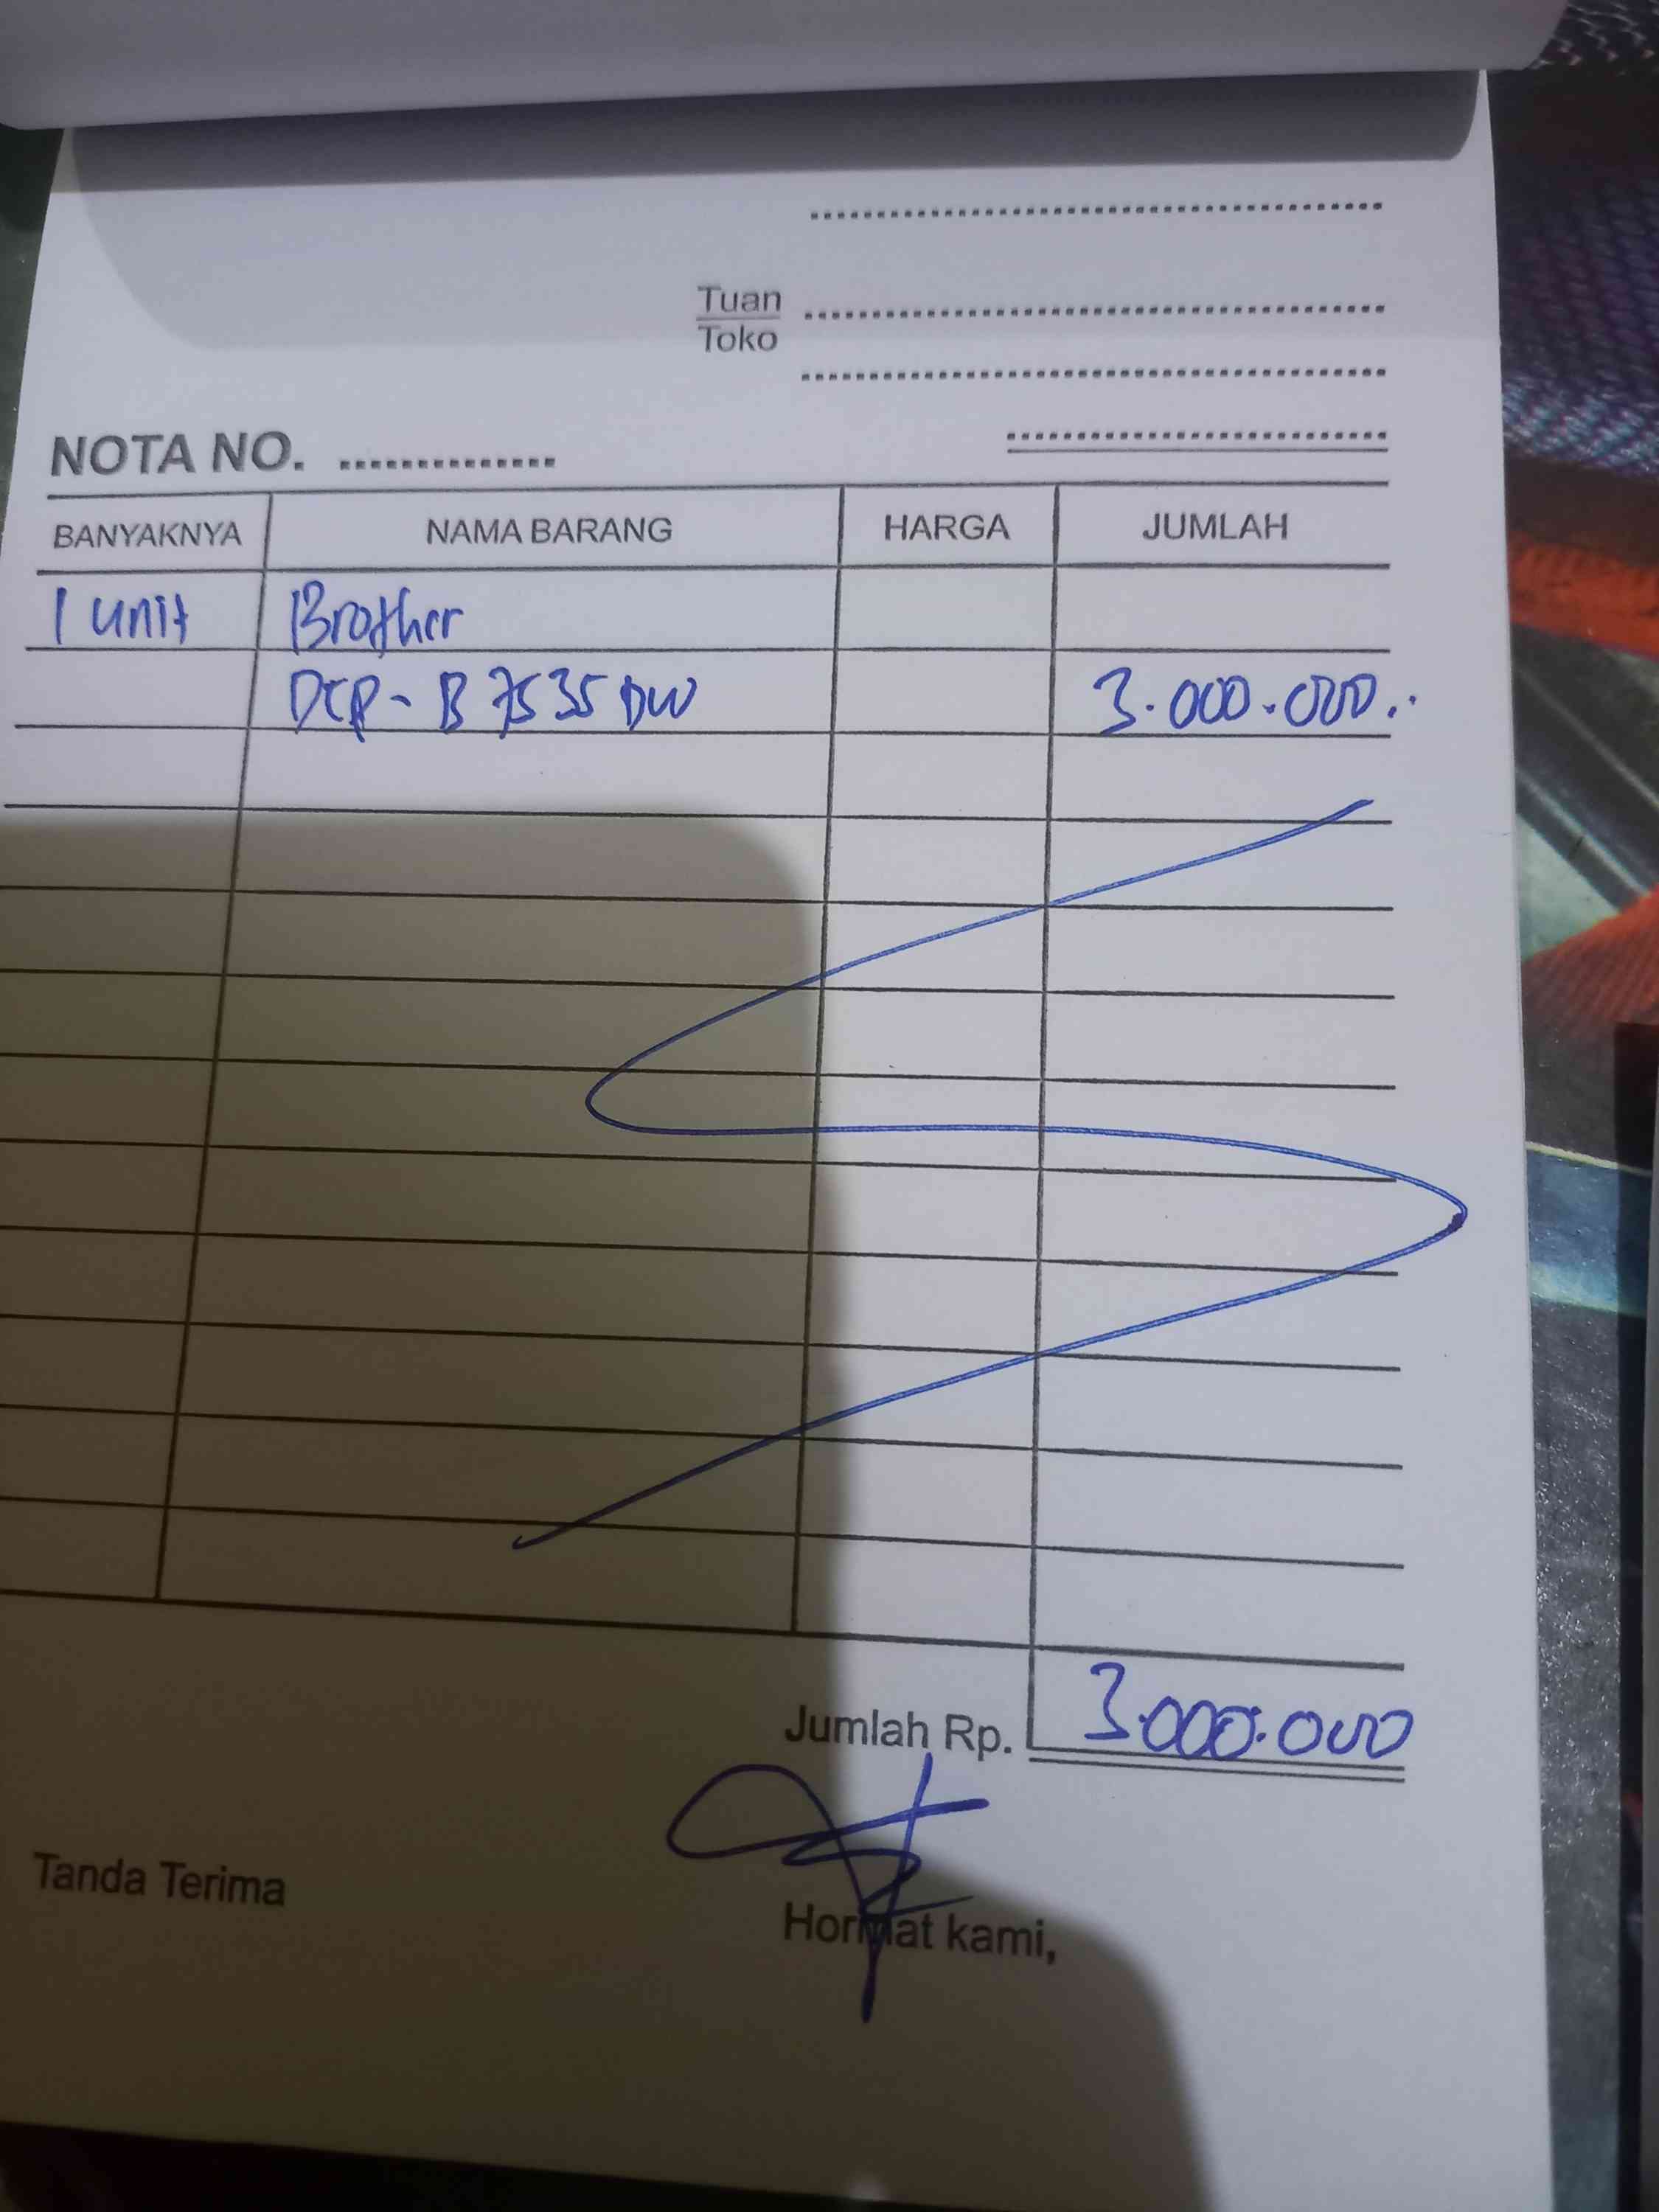 Tuan
Toko
NOTA NO. ..............
BANYAKNYA NAMA BARANG HARGA JUMLAH
1 unit Brother
DCP - B 7535 DW 3.000.000..
Jumlah Rp. 3.000.000
Tanda Terima
Hormat kami,